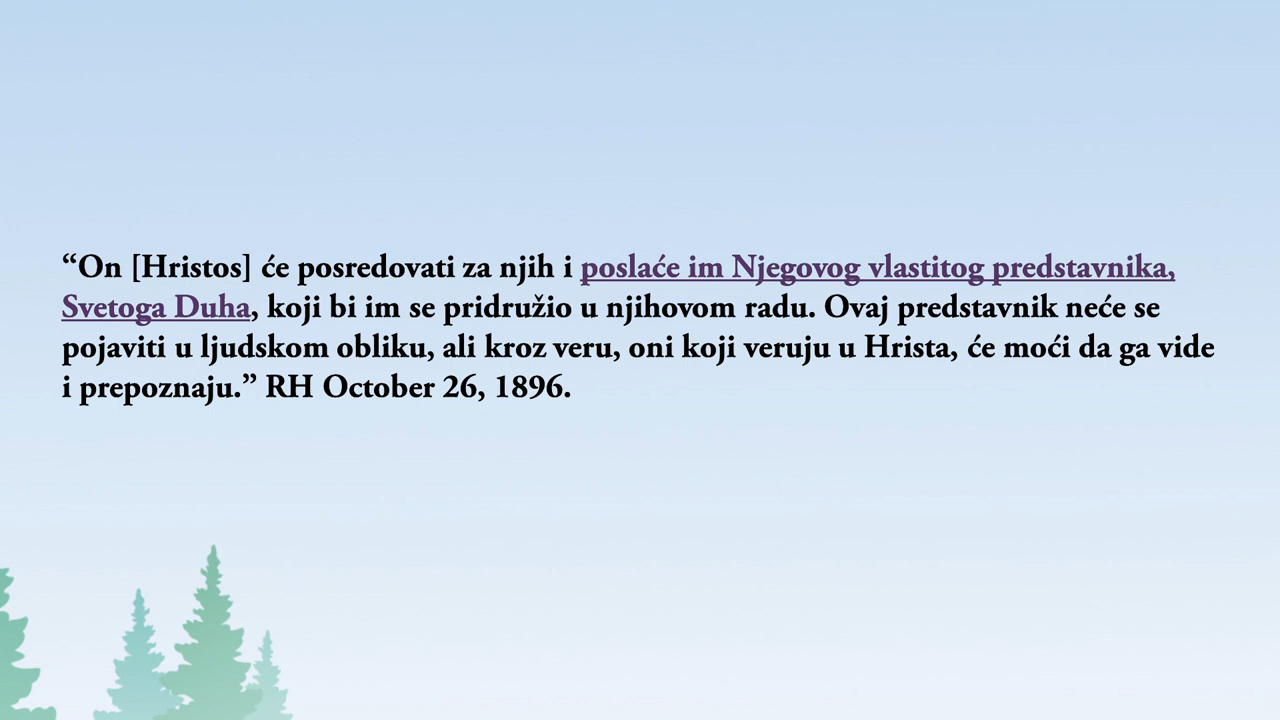 “On [Hristos] će posredovati za njih i poslaće im Njegovog vlastitog predstavnika,
Svetoga Duha, koji bi im se pridružio u njihovom radu. Ovaj predstavnik neće se
pojaviti u ljudskom obliku, ali kroz veru, oni koji veruju u Hrista, će moći da ga vide
i prepoznaju.” RH October 26, 1896.